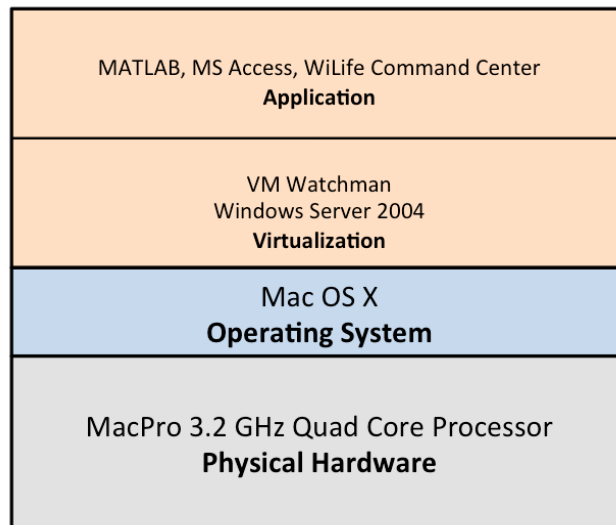 MATLAB, MS Access, WiLife Command Center
Application
VM Watchman
Windows Server 2004
Virtualization
Mac OS X
Operating System
MacPro 3.2 GHz Quad Core Processor
Physical Hardware